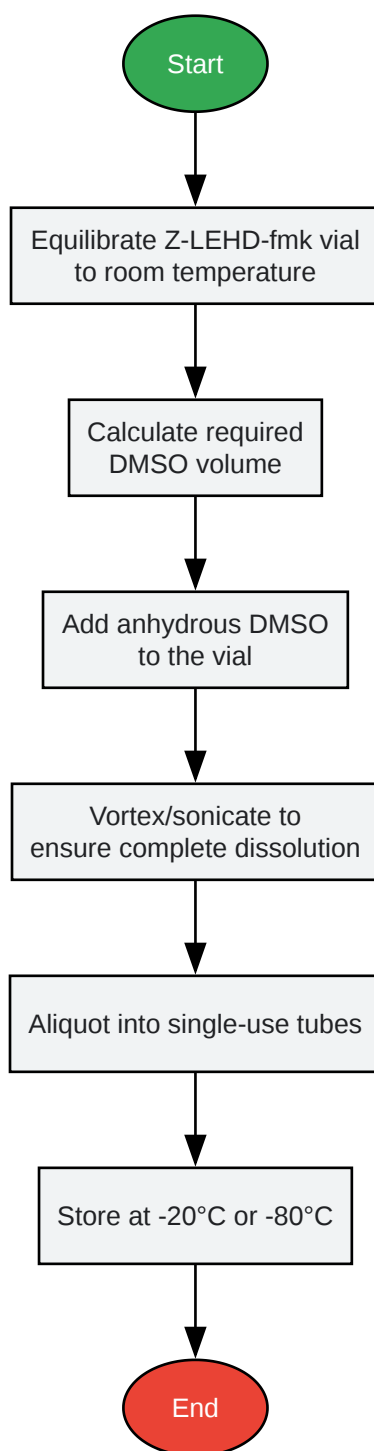 Start
Equilibrate Z-LEHD-fmk vial
to room temperature
Calculate required
DMSO volume
Add anhydrous DMSO
to the vial
Vortex/sonicate to
ensure complete dissolution
Aliquot into single-use tubes
Store at -20°C or -80°C
End